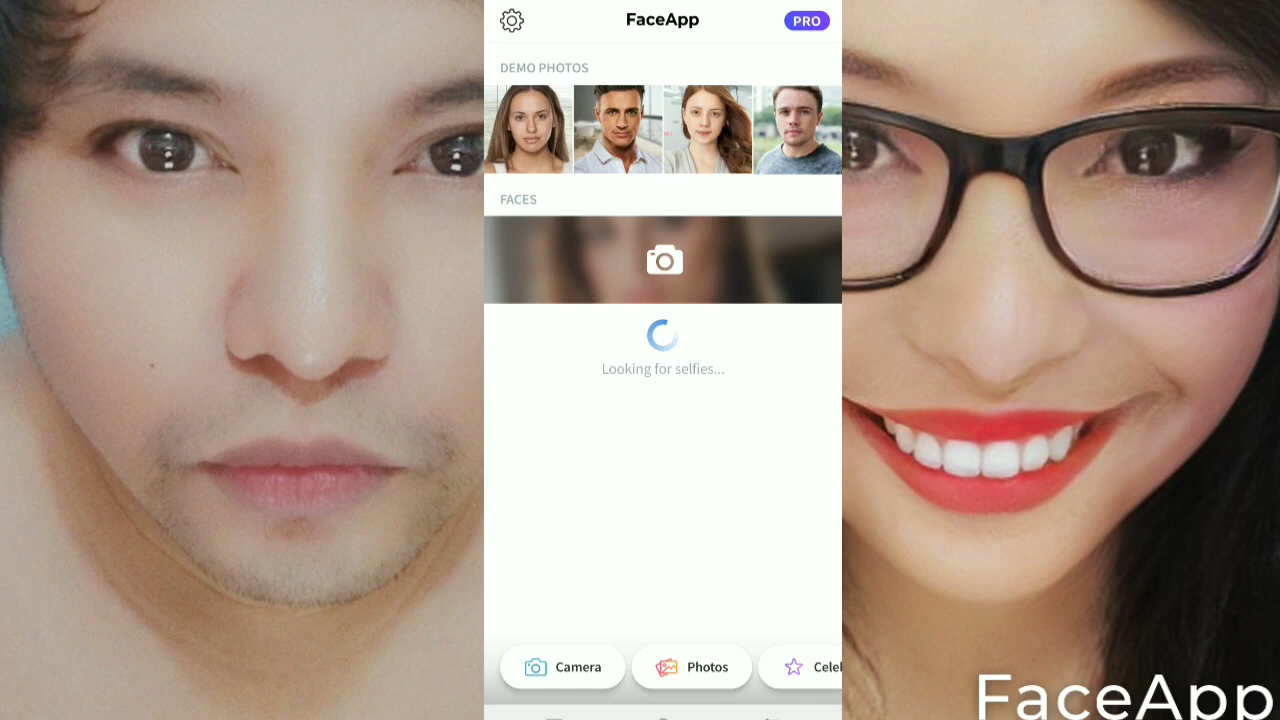 FaceApp
PRO
DEMO PHOTOS
FACES
Looking for selfies...
Camera
Photos
FaceApp